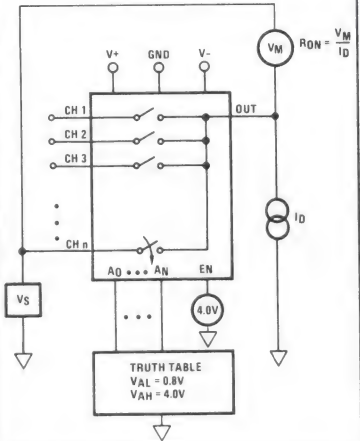 V+ GND V-
VM
RON = VM/ID
CH 1
OUT
CH 2
CH 3
ID
CH n
A0 ••• AN EN
VS
4.0V
TRUTH TABLE
VAL = 0.8V
VAH = 4.0V